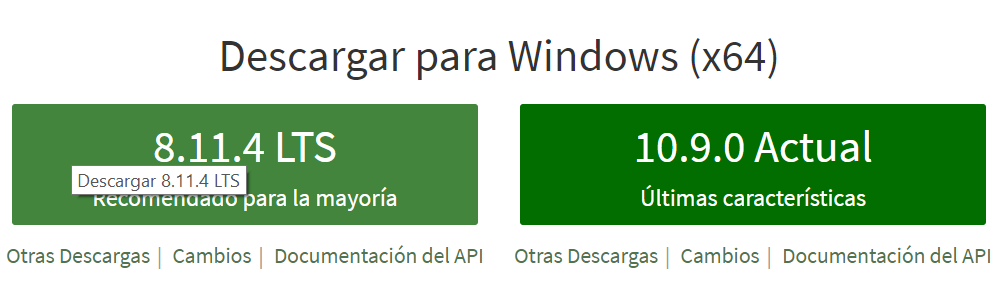 Descargar para Windows (x64)
8.11.4 LTS
Descargar 8.11.4 LTS
Recomendado para la mayoría
10.9.0 Actual
Últimas características
Otras Descargas | Cambios | Documentación del API
Otras Descargas | Cambios | Documentación del API